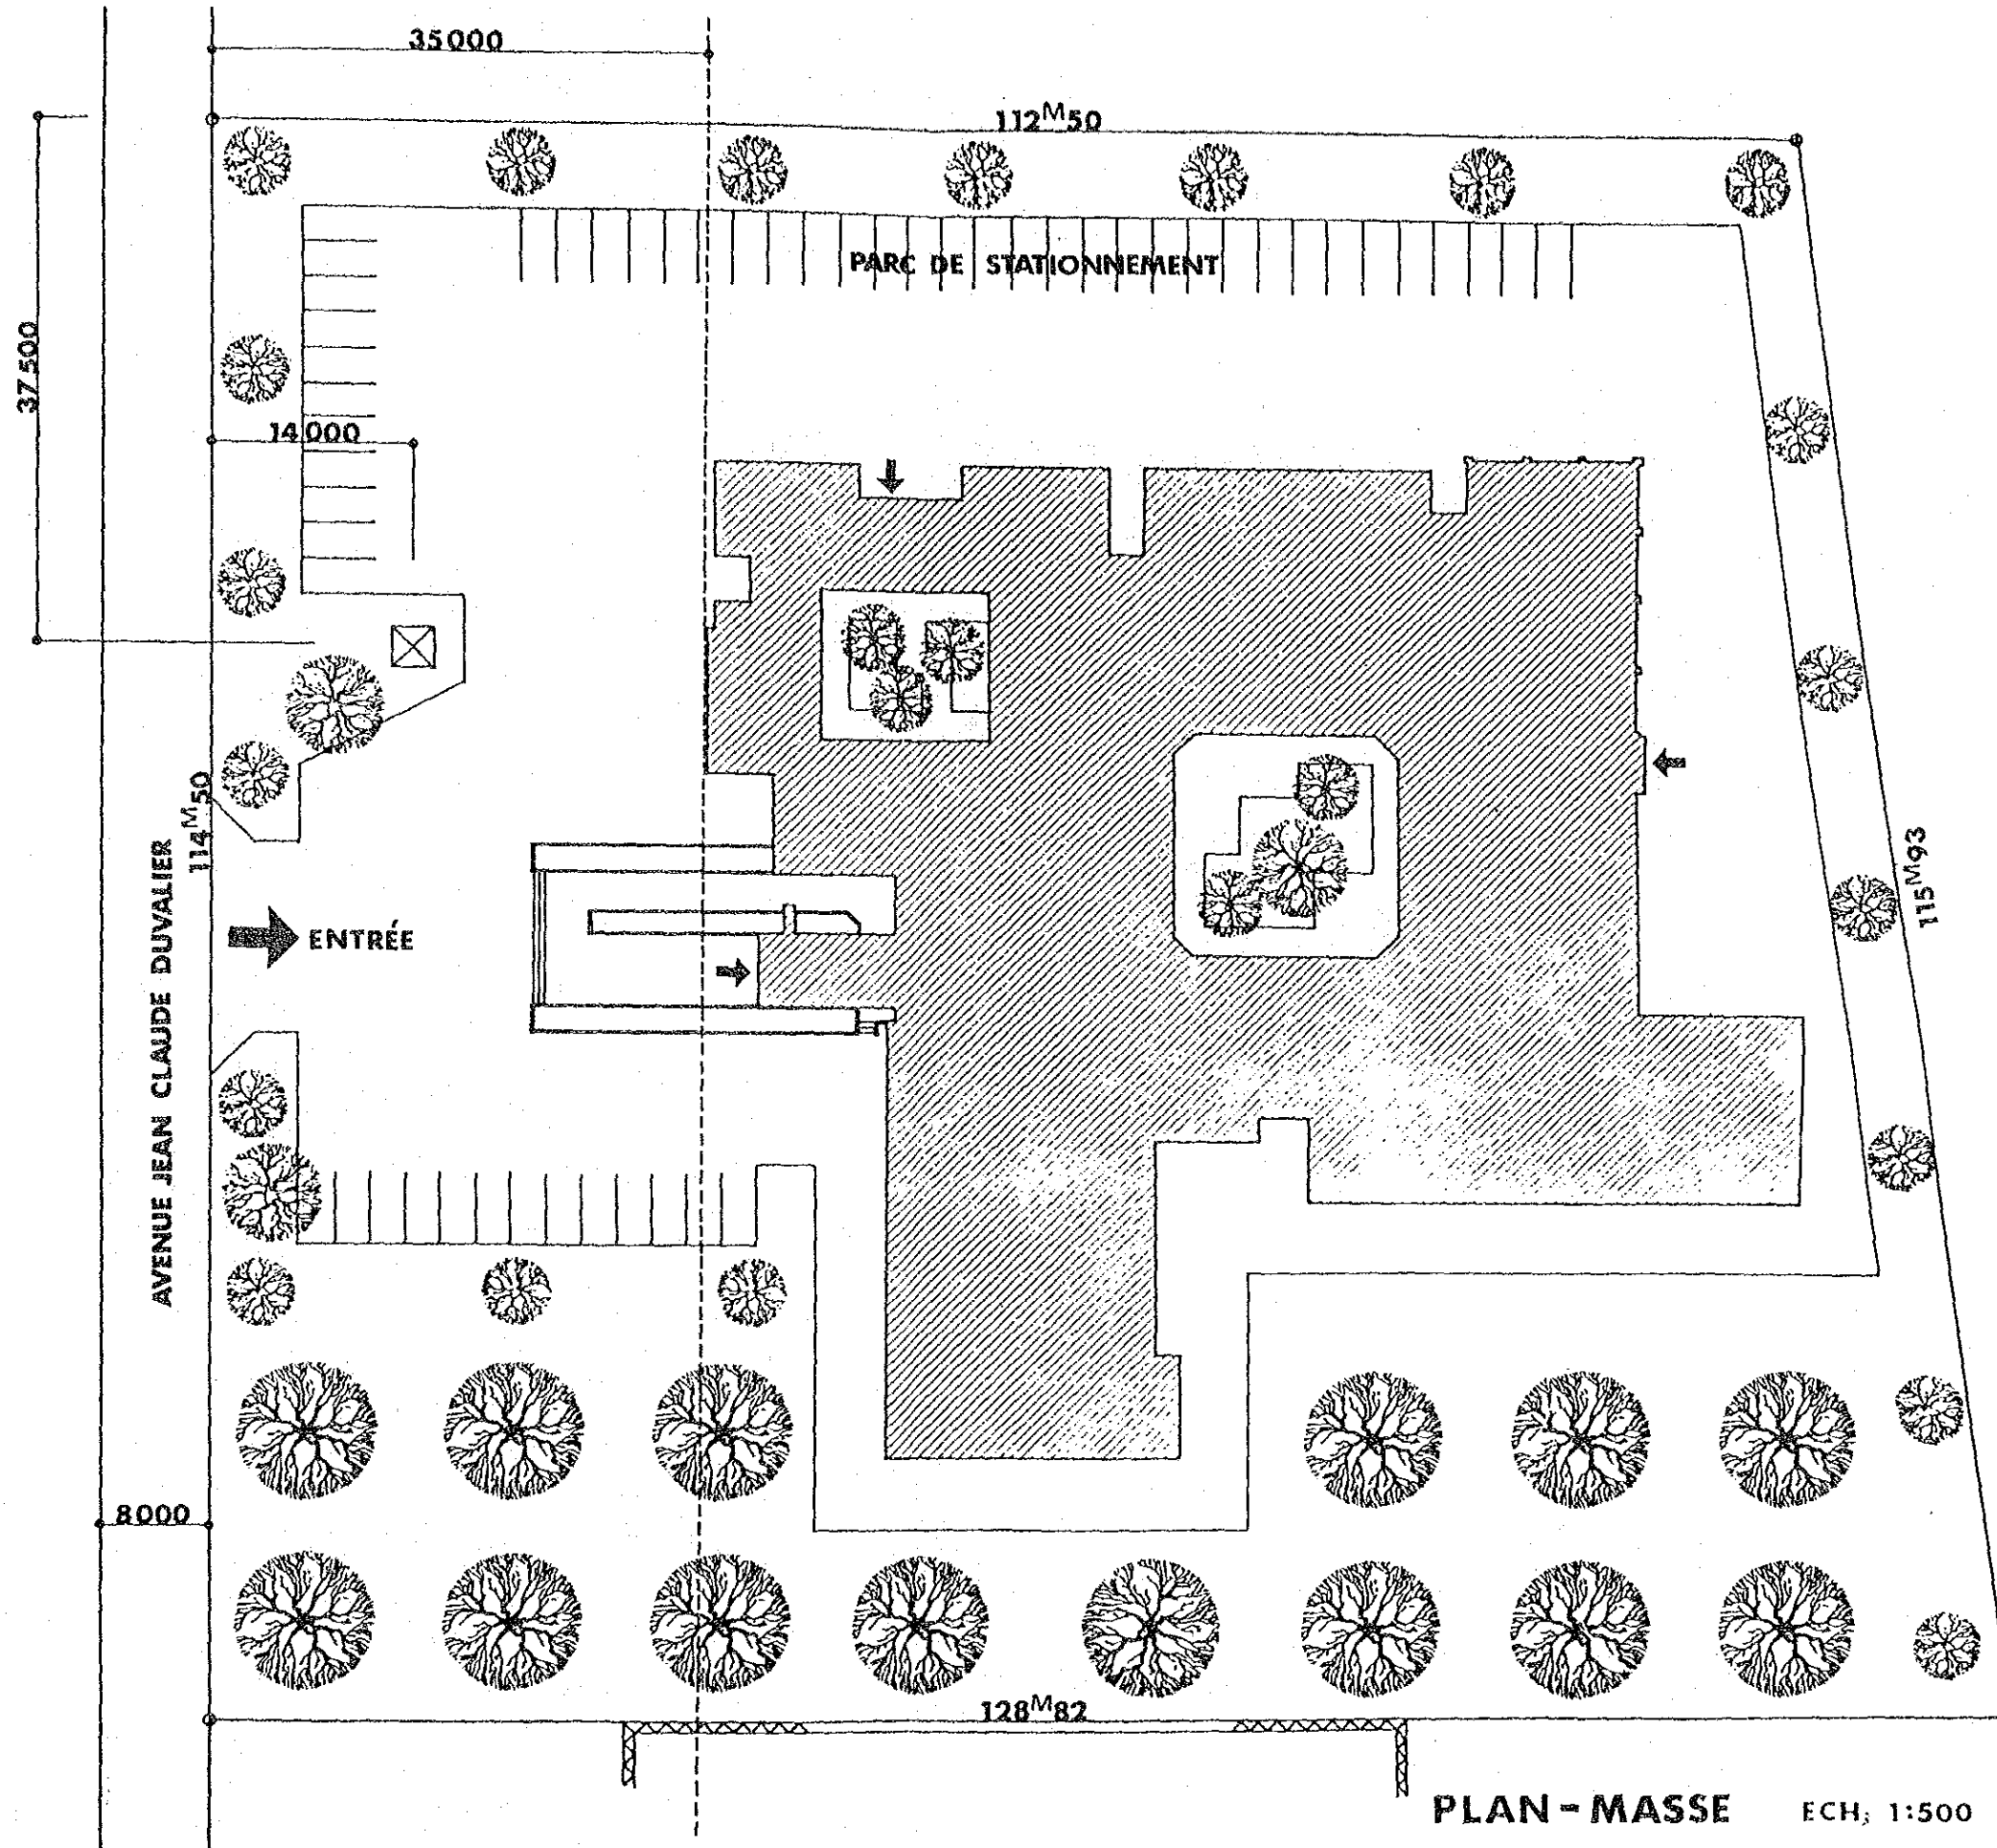 35000
112M50
PARC DE STATIONNEMENT
37500
14000
114M50
AVENUE JEAN CLAUDE DUVALIER
ENTRÉE
115M93
8000
128M82
PLAN-MASSE ECH; 1:500